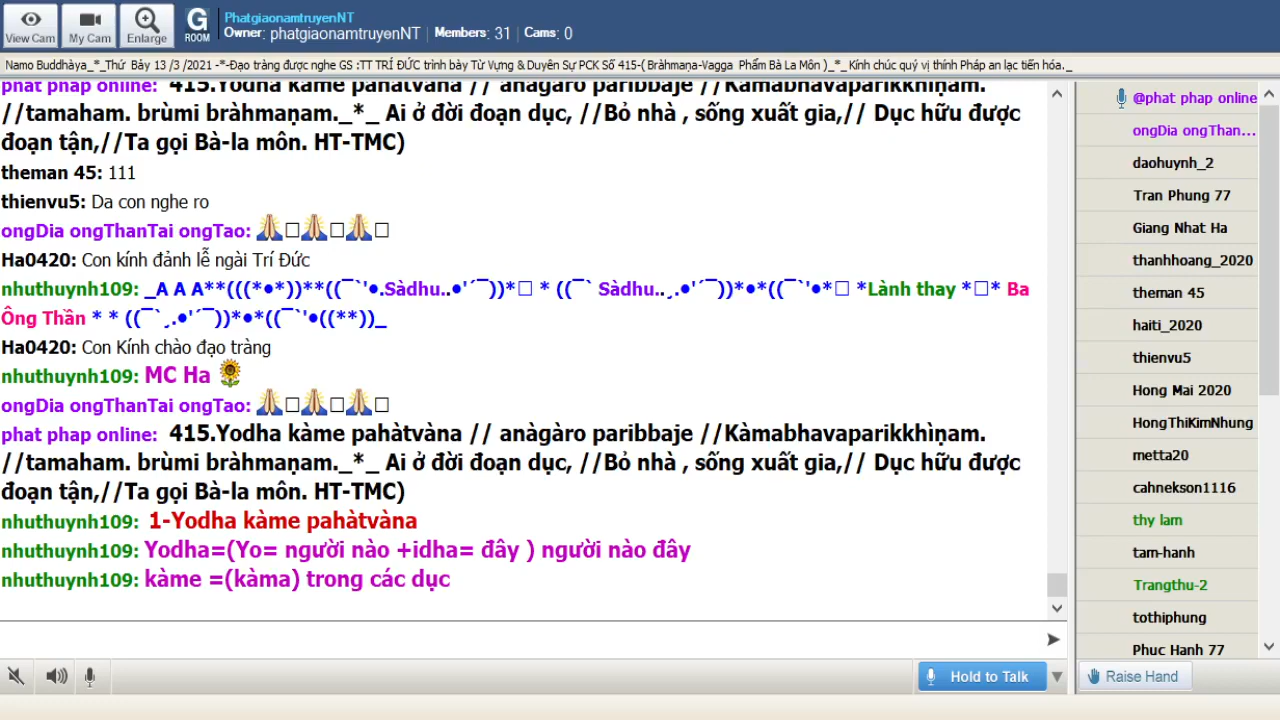 View Cam
My Cam
Enlarge
G
ROOM
PhatgiaonamtruyenNT
Owner: phatgiaonamtruyenNT | Members: 31 | Cams: 0
Namo Buddhàya_*_Thứ Bảy 13 /3 /2021 -*-Đạo tràng được nghe GS :TT TRÍ ĐỨC trình bày Từ Vựng & Duyên Sự PCK Số 415-( Bràhmaṇa-Vagga Phẩm Bà La Môn )_*_ Kính chúc quý vị thính Pháp an lạc tiến hóa._
phat phap online: 415.Yodha kàme pahàtvàna // anàgàro paribbaje //Kàmabhavaparikkhìṇam.
//tamaham. brùmi bràhmaṇam._*_ Ai ở đời đoạn dục, //Bỏ nhà , sống xuất gia,// Dục hữu được
đoạn tận,//Ta gọi Bà-la môn. HT-TMC)
theman 45: 111
thienvu5: Da con nghe ro
ongDia ongThanTai ongTao: 🙏□🙏□🙏□
Ha0420: Con kính đảnh lễ ngài Trí Đức
nhuthuynh109: _A A A**(((*•*))**((¯`'•.Sàdhu..•'´¯))*□ * ((¯` Sàdhu..¸.•'´¯))*•*((¯`'•*□ *Lành thay *□* Ba
Ông Thần * * ((¯`¸.•'´¯))*•*((¯`'•((**))_
Ha0420: Con Kính chào đạo tràng
nhuthuynh109: MC Ha 🌻
ongDia ongThanTai ongTao: 🙏□🙏□🙏□
phat phap online: 415.Yodha kàme pahàtvàna // anàgàro paribbaje //Kàmabhavaparikkhìṇam.
//tamaham. brùmi bràhmaṇam._*_ Ai ở đời đoạn dục, //Bỏ nhà , sống xuất gia,// Dục hữu được
đoạn tận,//Ta gọi Bà-la môn. HT-TMC)
nhuthuynh109: 1-Yodha kàme pahàtvàna
nhuthuynh109: Yodha=(Yo= người nào +idha= đây ) người nào đây
nhuthuynh109: kàme =(kàma) trong các dục
@phat phap online
ongDia ongThan...
daohuynh_2
Tran Phung 77
Giang Nhat Ha
thanhhoang_2020
theman 45
haiti_2020
thienvu5
Hong Mai 2020
HongThiKimNhung
metta20
cahnekson1116
thy lam
tam-hanh
Trangthu-2
tothiphung
Phuc Hanh 77
Hold to Talk
Raise Hand